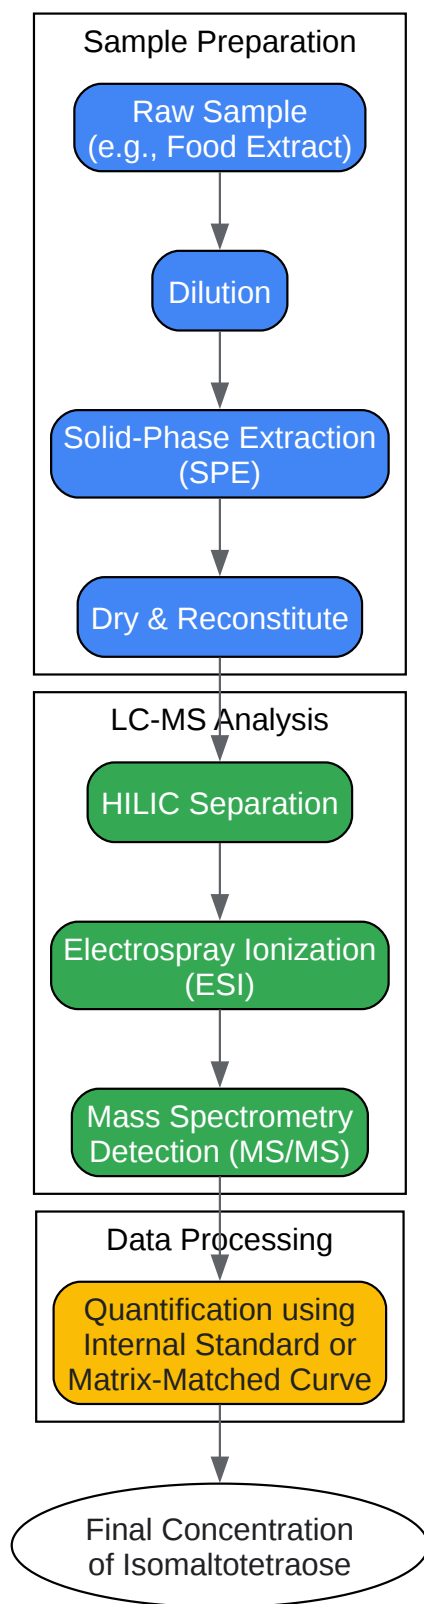 Sample Preparation
Raw Sample
(e.g., Food Extract)
Dilution
Solid-Phase Extraction
(SPE)
Dry & Reconstitute
LC-MS Analysis
HILIC Separation
Electrospray Ionization
(ESI)
Mass Spectrometry
Detection (MS/MS)
Data Processing
Quantification using
Internal Standard or
Matrix-Matched Curve
Final Concentration
of Isomaltotetraose